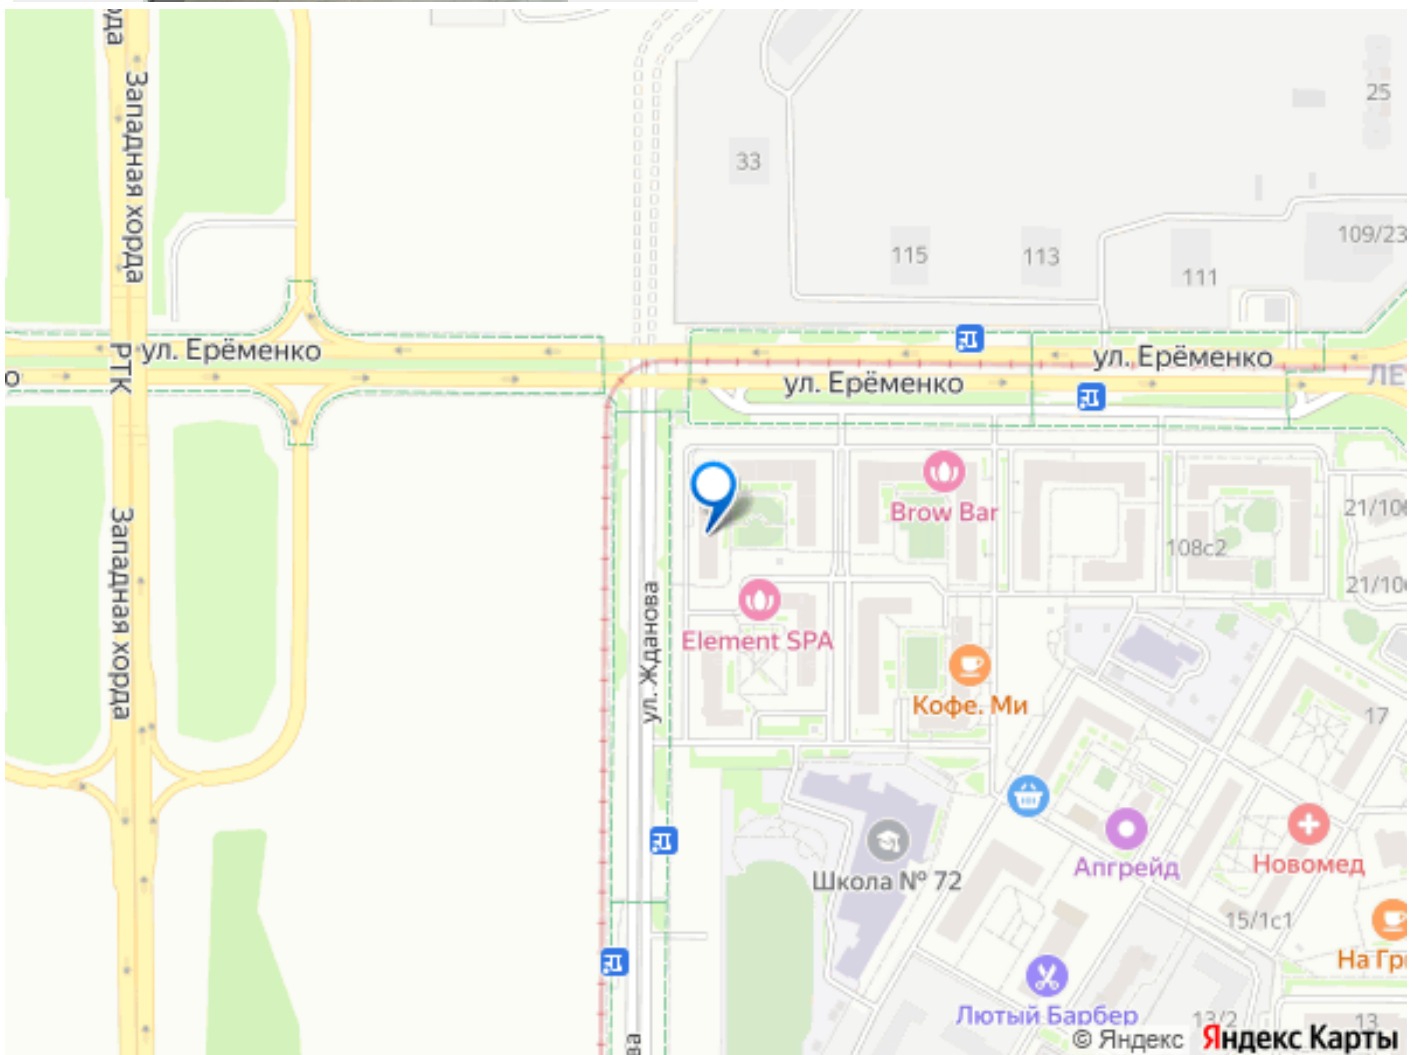 Западная хорда
25
33
115
113
111
109/23
ул. Ерёменко
РТК
ул. Ерёменко
ул. Ерёменко
Brow Bar
108с2
Западная хорда
ул. Жданова
Element SPA
Кофе. Ми
17
Школа № 72
Апгрейд
Новомед
15/1с1
На Гри
Лютый Барбер
13/2
13
© Яндекс Яндекс Карты